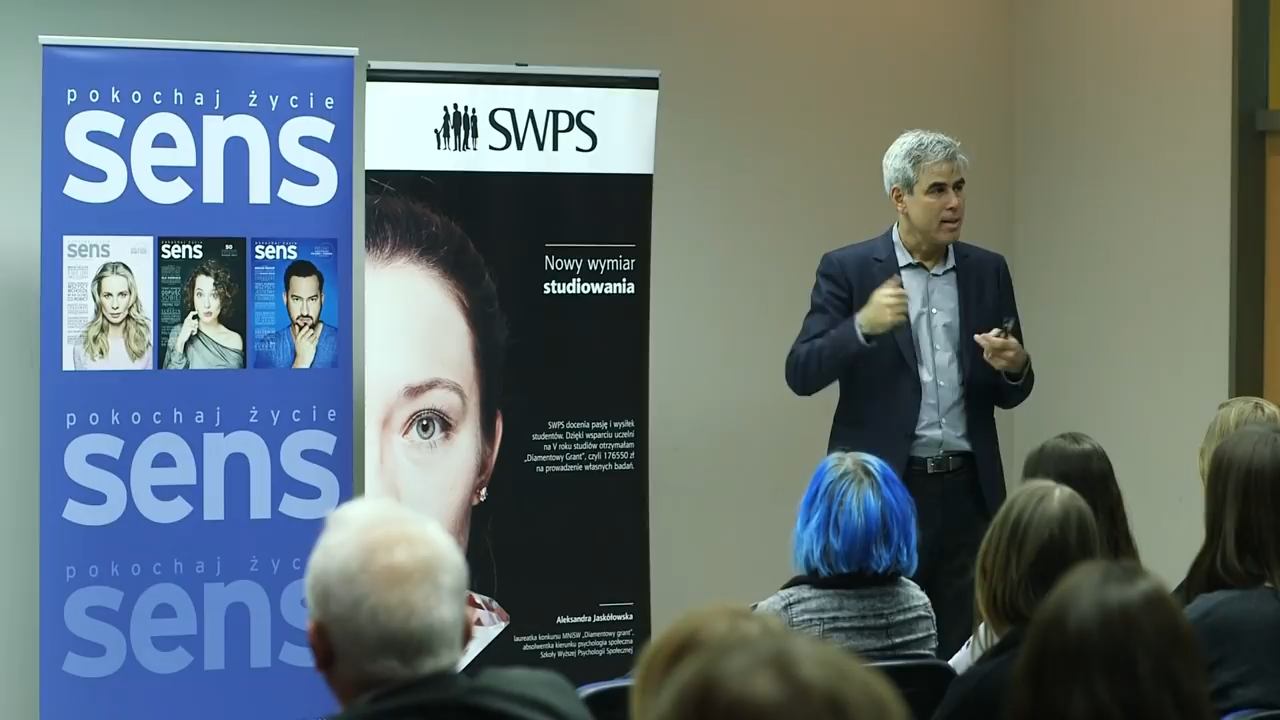 pokochaj życie
sens
sens
sens
sens
pokochaj życie
sens
pokochaj życie
sens
SWPS
Nowy wymiar
studiowania
SWPS docenia pasję i wysiłek
studentów. Dzięki wsparciu uczelni
na V roku studiów otrzymałam
„Diamentowy Grant”, czyli 176550 zł
na prowadzenie własnych badań.
Aleksandra Jaskółowska
laureatka konkursu MNiSW „Diamentowy grant”,
absolwentka kierunku psychologia społeczna
Szkoły Wyższej Psychologii Społecznej